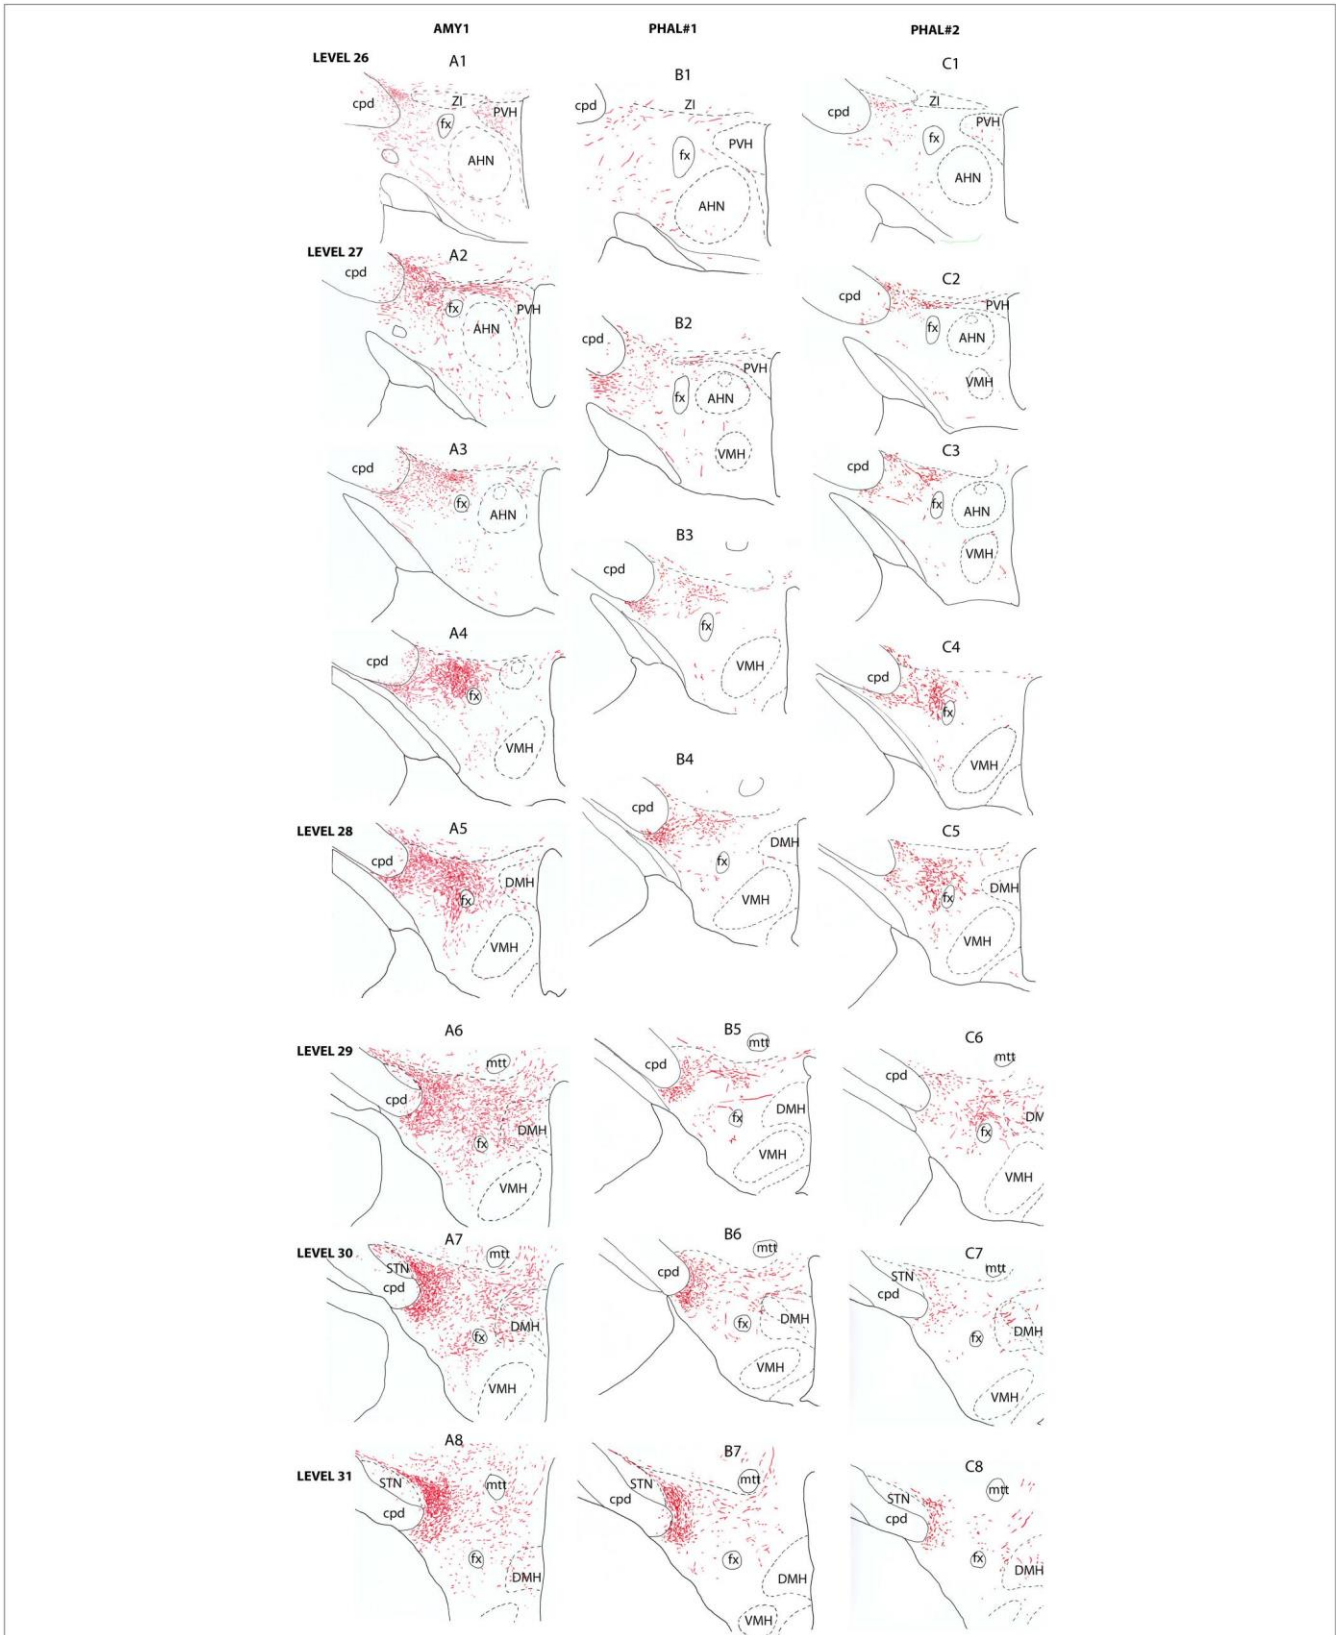 AMY1 PHAL#1 PHAL#2
LEVEL 26 A1 B1 C1
cpd ZI PVH fx AHN
cpd ZI PVH fx AHN
cpd ZI PVH fx AHN
LEVEL 27 A2 B2 C2
cpd fx PVH AHN
cpd PVH fx AHN VMH
cpd PVH fx AHN VMH
A3 B3 C3
cpd fx AHN
cpd fx VMH
cpd fx AHN VMH
A4 B4 C4
cpd fx VMH
cpd DMH fx VMH
cpd fx VMH
LEVEL 28 A5 C5
cpd DMH fx VMH
DMH fx VMH
LEVEL 29 A6 B5 C6
mtt cpd DMH fx VMH
mtt cpd DMH fx VMH
mtt cpd DM fx VMH
LEVEL 30 A7 B6 C7
mtt STN cpd DMH fx VMH
mtt cpd DMH fx VMH
mtt STN cpd DMH fx VMH
LEVEL 31 A8 B7 C8
STN mtt cpd fx DMH
STN mtt cpd fx DMH VMH
STN mtt cpd fx DMH